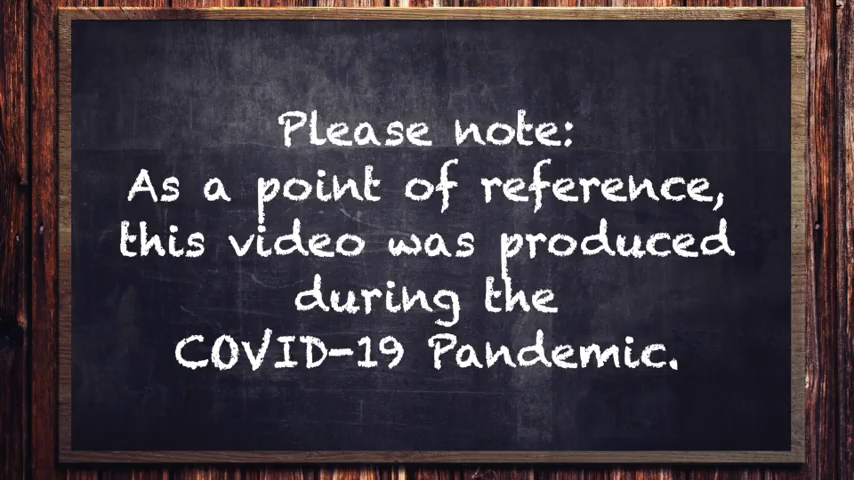 Please note:
As a point of reference,
this video was produced
during the
COVID-19 Pandemic.